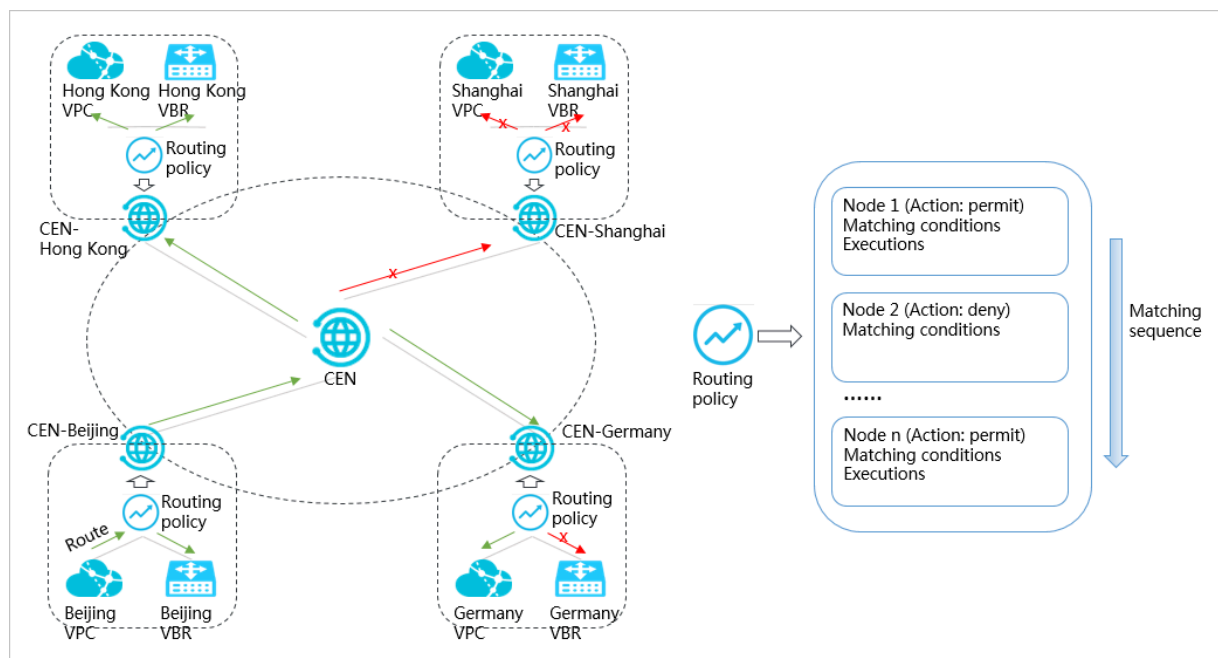 Hong Kong
VPC
Hong Kong
VBR
Routing
policy
CEN-
Hong Kong
Shanghai
VPC
Shanghai
VBR
x
x
Routing
policy
CEN-Shanghai
x
CEN
CEN-Beijing
Routing
policy
Route
Beijing
VPC
Beijing
VBR
CEN-Germany
Routing
policy
x
Germany
VPC
Germany
VBR
Routing
policy
Node 1 (Action: permit)
Matching conditions
Executions
Node 2 (Action: deny)
Matching conditions
......
Node n (Action: permit)
Matching conditions
Executions
Matching
sequence